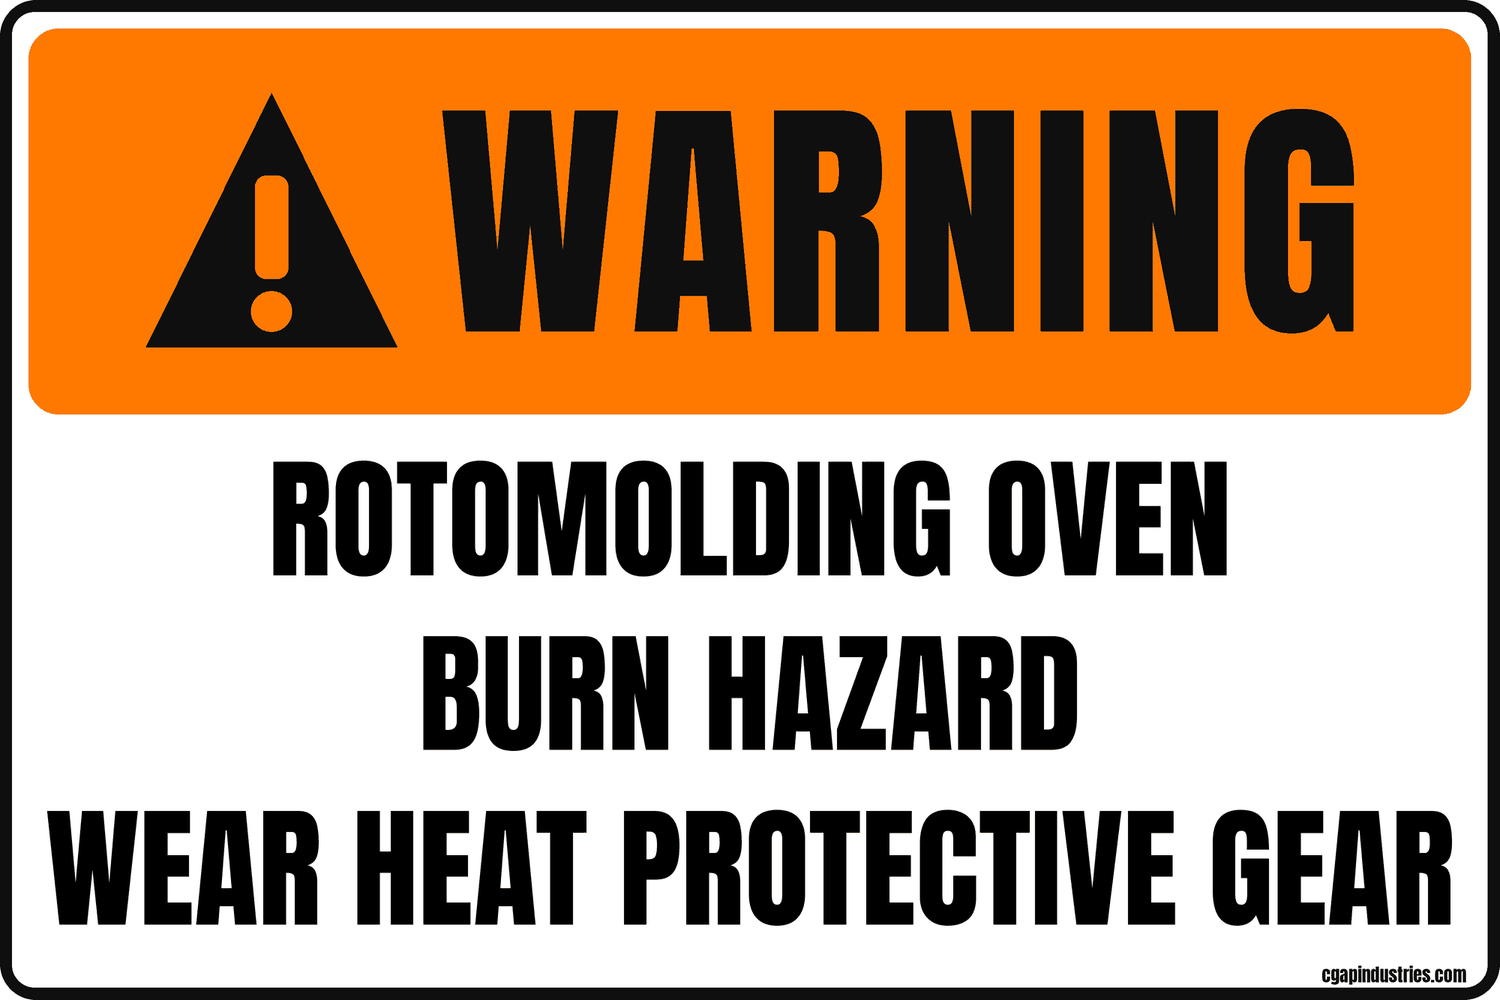 WARNING
ROTOMOLDING OVEN
BURN HAZARD
WEAR HEAT PROTECTIVE GEAR
cgapindustries.com